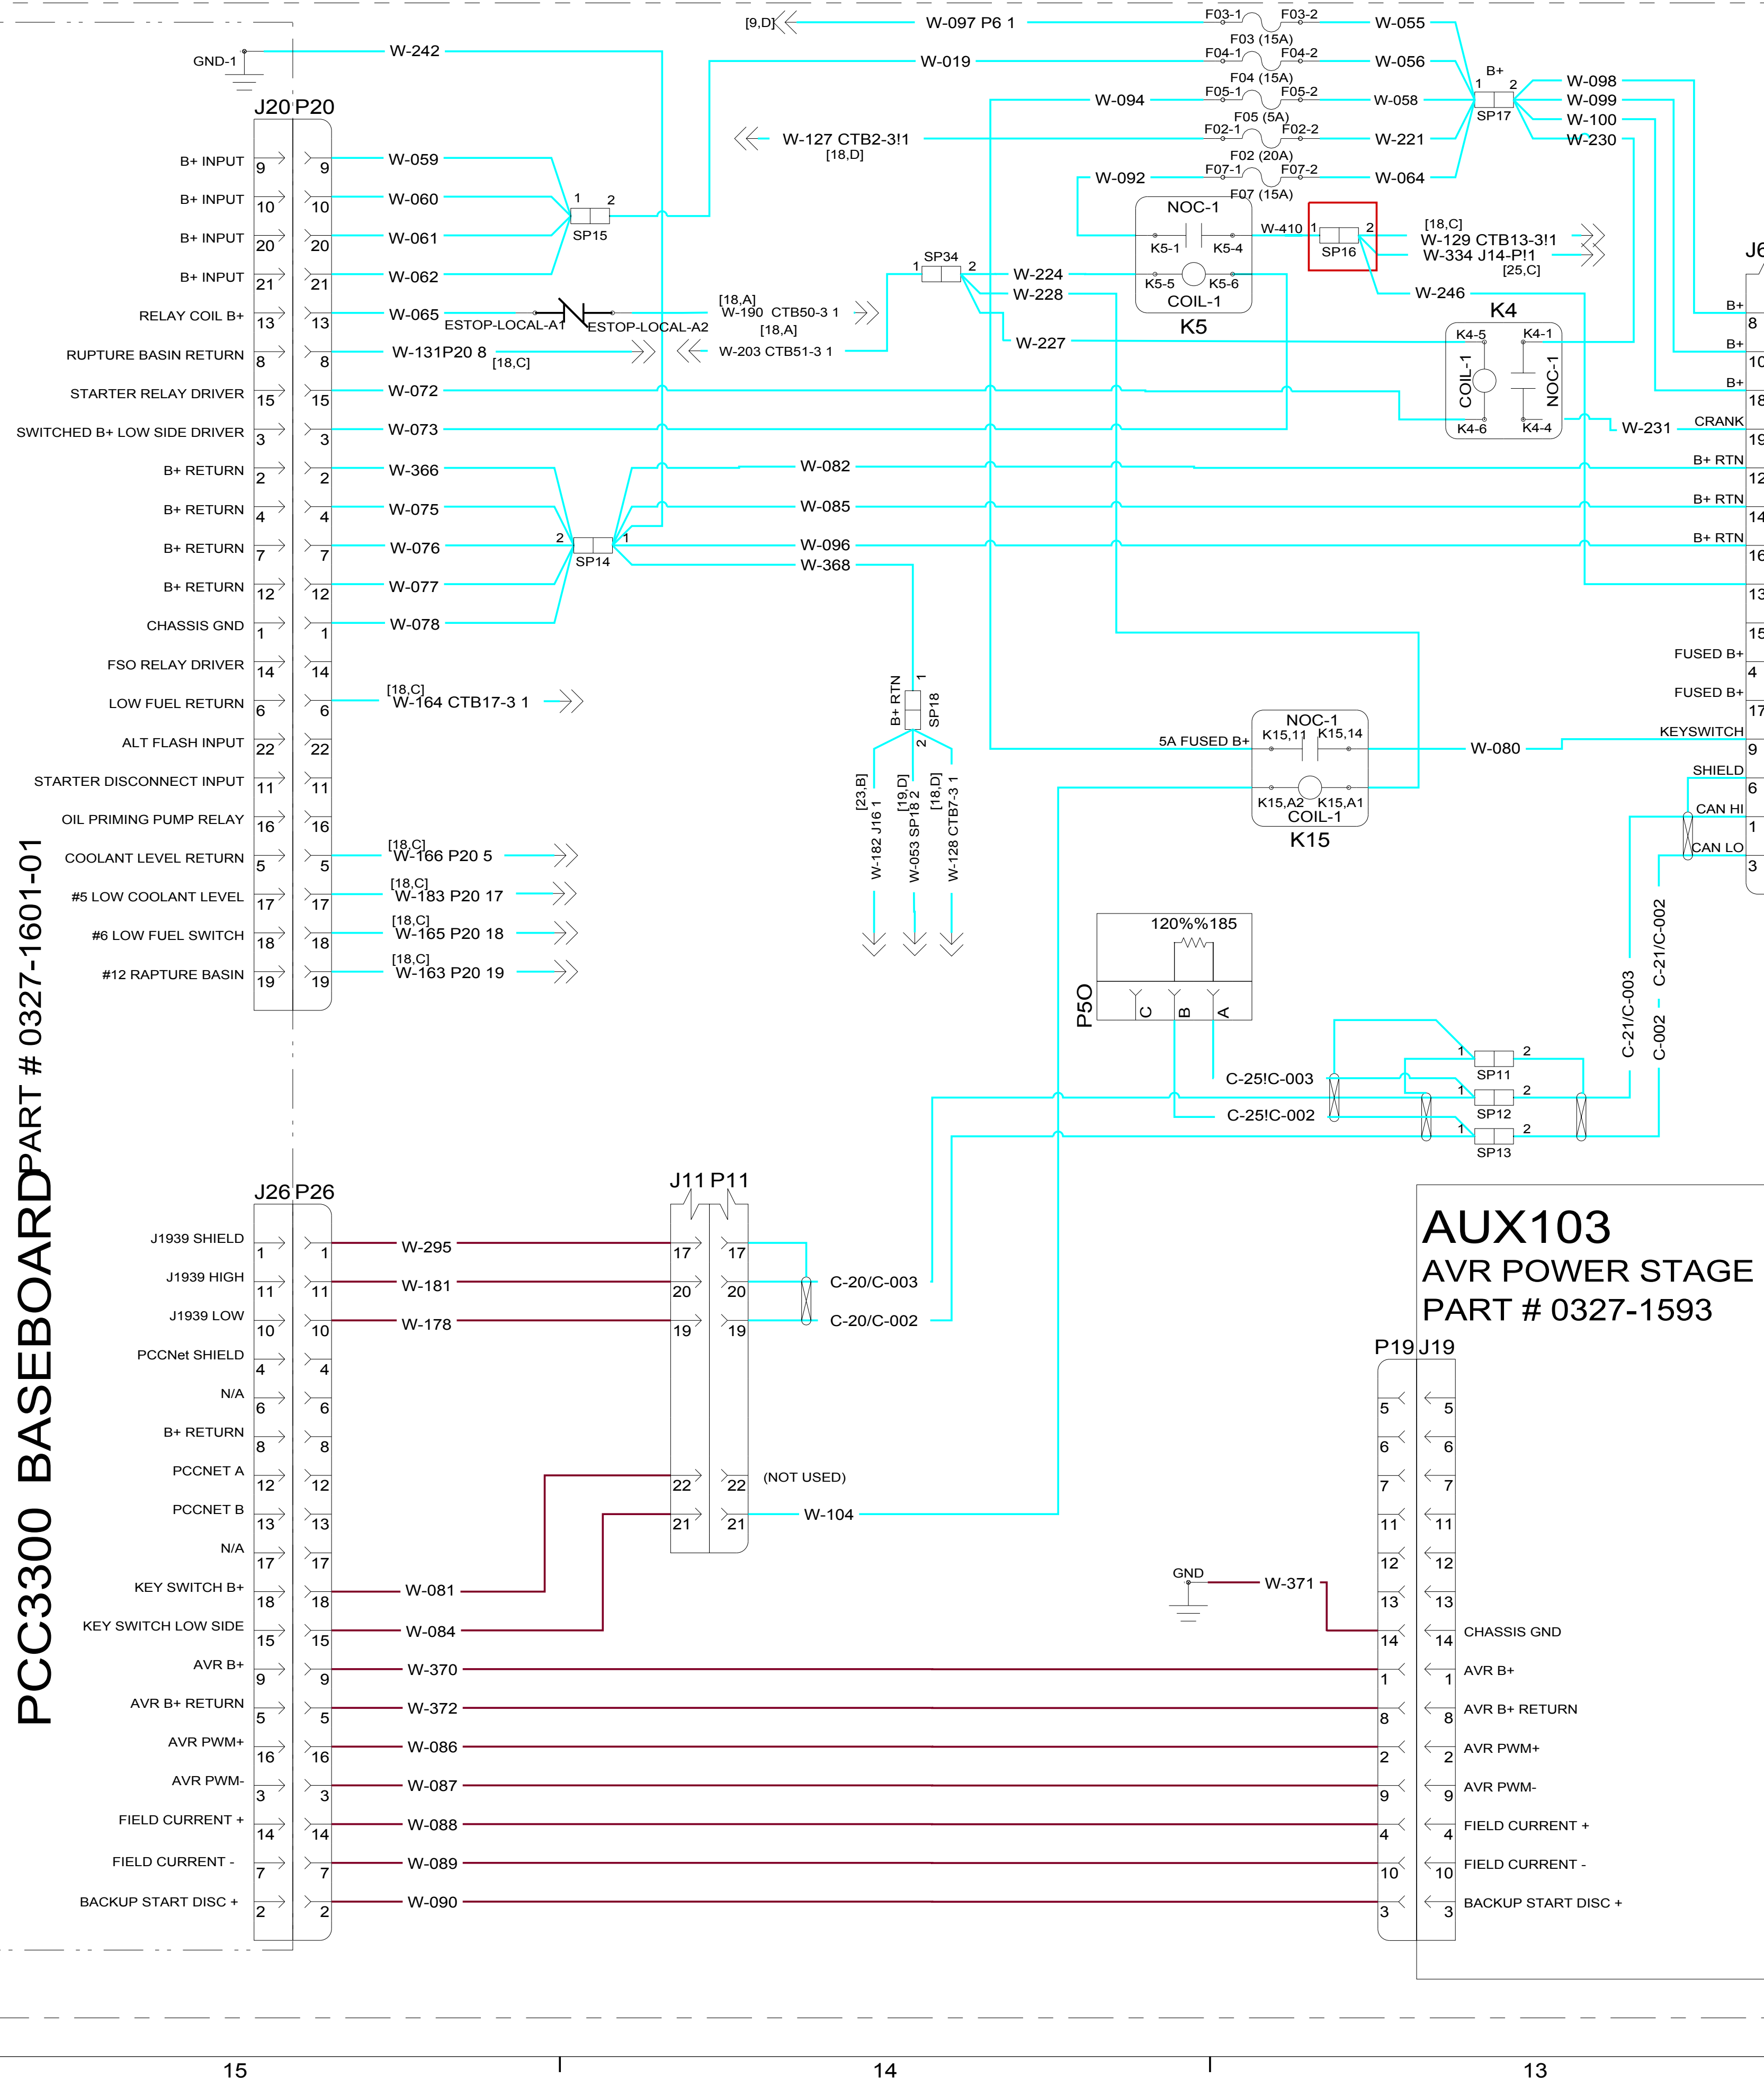 [9,D] W-097 P6 1 F03-1 F03-2 W-055
F03 (15A)
GND-1 W-242 W-019 F04-1 F04-2 W-056
F04 (15A)
B+
1 2
SP17
W-098
W-099
W-100
W-230
W-094 F05-1 F05-2 W-058
F05 (5A)
W-127 CTB2-3!1 F02-1 F02-2 W-221
[18,D]
F02 (20A)
W-092 F07-1 F07-2 W-064
F07 (15A)
J20 P20
B+ INPUT 9 9 W-059
B+ INPUT 10 10 W-060
B+ INPUT 20 20 W-061
B+ INPUT 21 21 W-062
1 2
SP15
RELAY COIL B+ 13 13 W-065
ESTOP-LOCAL-A1 ESTOP-LOCAL-A2
[18,A]
W-190 CTB50-3 1
[18,A]
W-203 CTB51-3 1
RUPTURE BASIN RETURN 8 8 W-131P20 8
[18,C]
STARTER RELAY DRIVER 15 15 W-072
SWITCHED B+ LOW SIDE DRIVER 3 3 W-073
B+ RETURN 2 2 W-366
B+ RETURN 4 4 W-075
B+ RETURN 7 7 W-076
B+ RETURN 12 12 W-077
CHASSIS GND 1 1 W-078
2 1
SP14
W-082
W-085
W-096
W-368
FSO RELAY DRIVER 14 14
LOW FUEL RETURN 6 6
[18,C]
W-164 CTB17-3 1
ALT FLASH INPUT 22 22
STARTER DISCONNECT INPUT 11 11
OIL PRIMING PUMP RELAY 16 16
COOLANT LEVEL RETURN 5 5
[18,C]
W-166 P20 5
#5 LOW COOLANT LEVEL 17 17
[18,C]
W-183 P20 17
#6 LOW FUEL SWITCH 18 18
[18,C]
W-165 P20 18
#12 RAPTURE BASIN 19 19
[18,C]
W-163 P20 19
SP34
1 2
W-224
W-228
W-227
NOC-1
K5-1 K5-4
K5-5 K5-6
COIL-1
K5
W-410 1 2
SP16
[18,C]
W-129 CTB13-3!1
W-334 J14-P!1
[25,C]
W-246
K4
K4-5 K4-1
COIL-1 NOC-1
K4-6 K4-4
W-231
J6
B+ 8
B+ 10
B+ 18
CRANK 19
B+ RTN 12
B+ RTN 14
B+ RTN 16
13
15
FUSED B+ 4
FUSED B+ 17
KEYSWITCH 9
SHIELD 6
CAN HI 1
CAN LO 3
B+ RTN 1
SP18
2
[23,B]
W-182 J16 1
[19,D]
W-053 SP18 2
[18,D]
W-128 CTB7-3 1
NOC-1
5A FUSED B+ K15,11 K15,14 W-080
K15,A2 K15,A1
COIL-1
K15
120%%185
P5O
C B A
C-21/C-003
C-002 C-21/C-002
C-25!C-003
C-25!C-002
1 2
SP11
1 2
SP12
1 2
SP13
PCC3300 BASEBOARD
PART # 0327-1601-01
J26 P26
J11 P11
J1939 SHIELD 1 1 W-295 17 17
J1939 HIGH 11 11 W-181 20 20 C-20/C-003
J1939 LOW 10 10 W-178 19 19 C-20/C-002
PCCNet SHIELD 4 4
N/A 6 6
B+ RETURN 8 8
PCCNET A 12 12 22 22 (NOT USED)
PCCNET B 13 13 21 21 W-104
N/A 17 17
KEY SWITCH B+ 18 18 W-081
KEY SWITCH LOW SIDE 15 15 W-084
AVR B+ 9 9 W-370
AVR B+ RETURN 5 5 W-372
AVR PWM+ 16 16 W-086
AVR PWM- 3 3 W-087
FIELD CURRENT + 14 14 W-088
FIELD CURRENT - 7 7 W-089
BACKUP START DISC + 2 2 W-090
AUX103
AVR POWER STAGE
PART # 0327-1593
P19 J19
5 5
6 6
7 7
11 11
12 12
13 13
GND W-371
14 14 CHASSIS GND
1 1 AVR B+
8 8 AVR B+ RETURN
2 2 AVR PWM+
9 9 AVR PWM-
4 4 FIELD CURRENT +
10 10 FIELD CURRENT -
3 3 BACKUP START DISC +
15 14 13